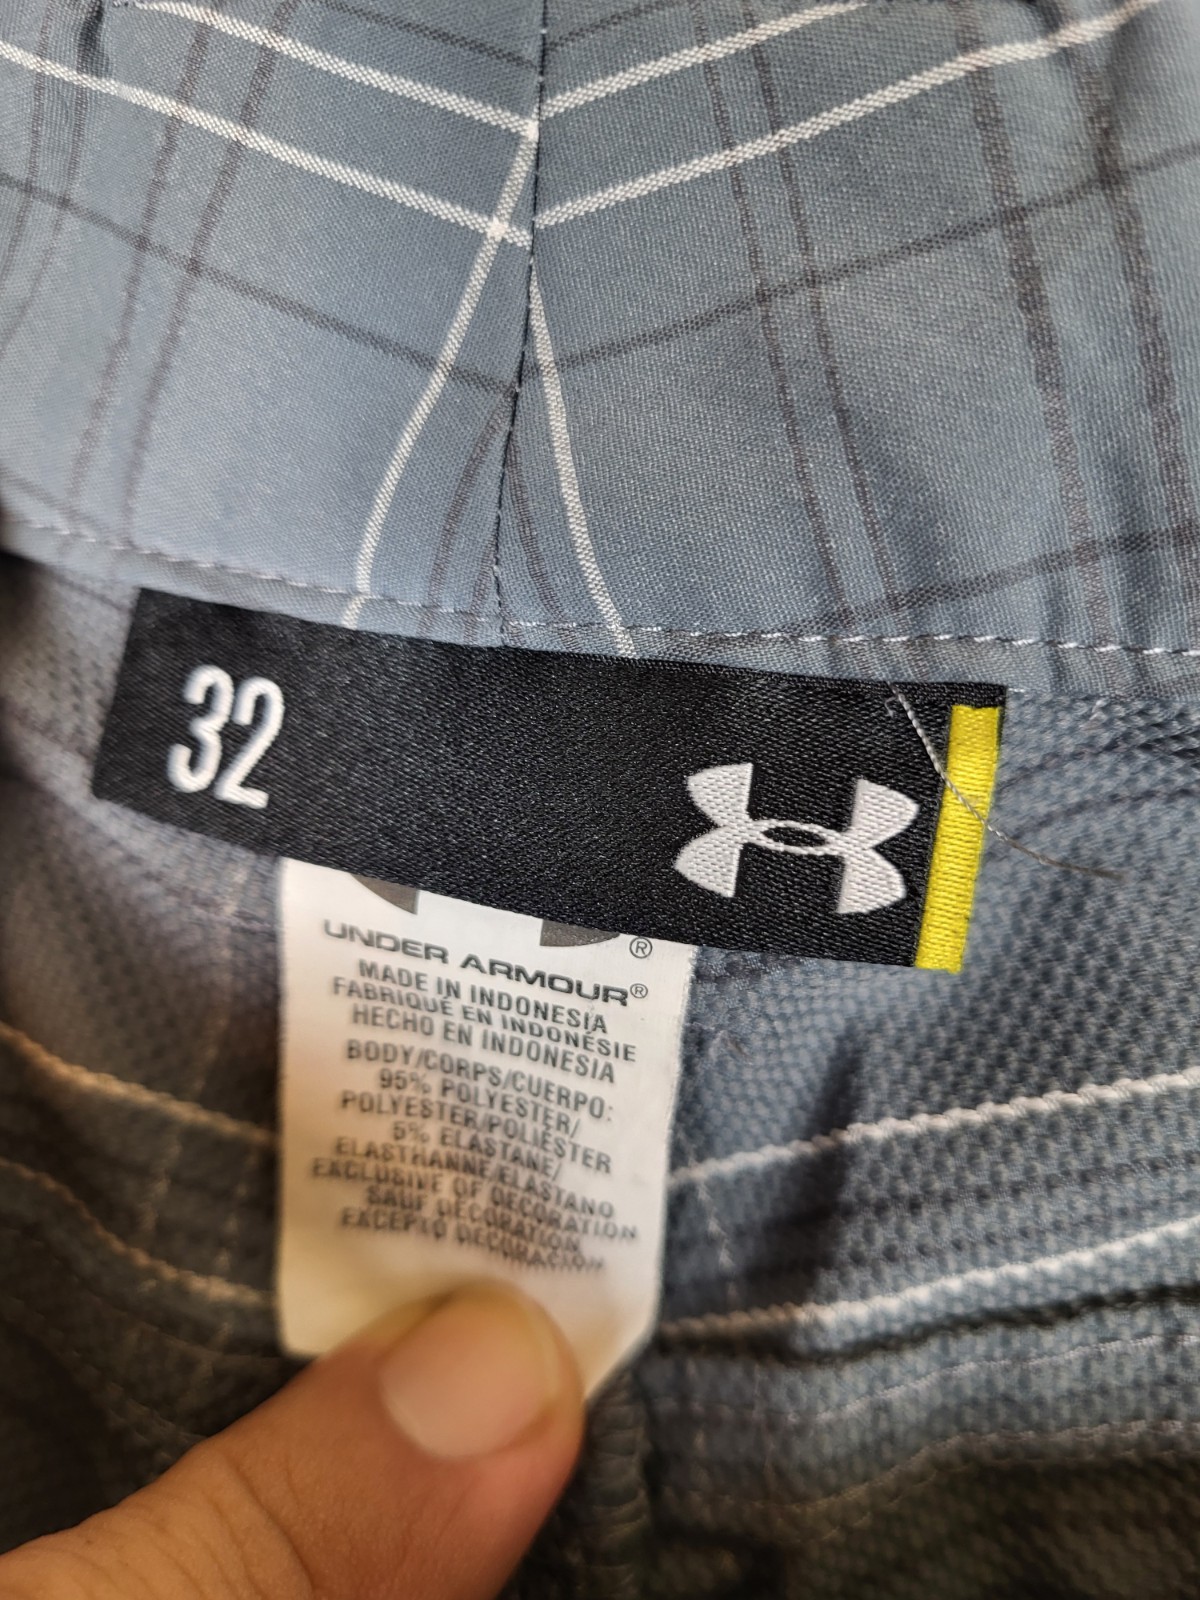 32
®
UNDER ARMOUR®
MADE IN INDONESIA
FABRIQUÉ EN INDONÉSIE
HECHO EN INDONESIA
BODY/CORPS/CUERPO:
95% POLYESTER/
POLYESTER/POLIÉSTER
5% ELASTANE/
ELASTHANNE/ELASTANO
EXCLUSIVE OF DECORATION
SAUF DÉCORATION
EXCEPTO DECORACIÓN